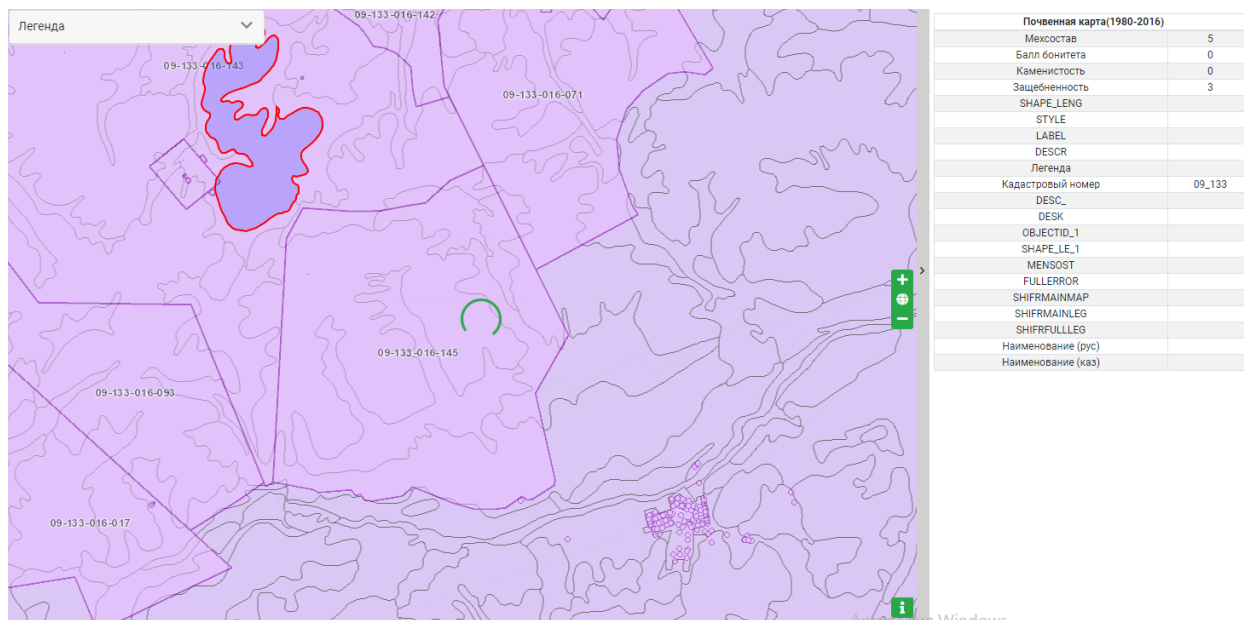 Легенда
09-133-016-142
09-133-016-143
09-133-016-071
09-133-016-145
09-133-016-093
09-133-016-017
Почвенная карта(1980-2016)
Мехсостав 5
Балл бонитета 0
Каменистость 0
Защебненность 3
SHAPE_LENG
STYLE
LABEL
DESCR
Легенда
Кадастровый номер 09_133
DESC_
DESK
OBJECTID_1
SHAPE_LE_1
MENSOST
FULLERROR
SHIFRMAINMAP
SHIFRMAINLEG
SHIFRFULLLEG
Наименование (рус)
Наименование (каз)
Windows